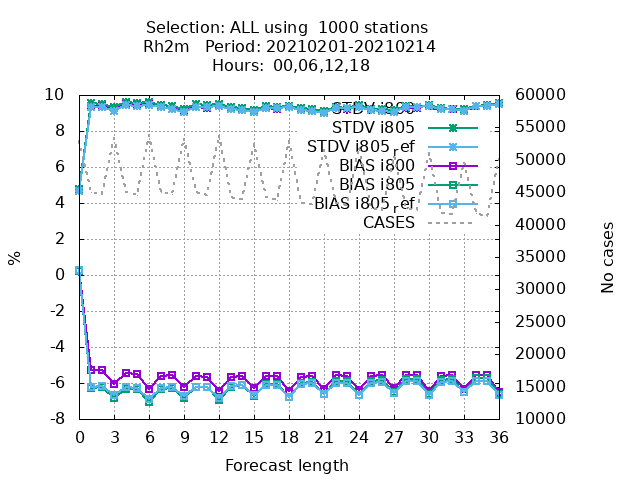 Selection: ALL using  1000 stations
Rh2m   Period: 20210201-20210214
Hours:  00,06,12,18
10 60000
8 55000
6 50000
4 45000
2 40000
0 35000
-2 30000
-4 25000
-6 20000
-8 15000
10000
STDV i800
STDV i805
STDV i805ref
BIAS i800
BIAS i805
BIAS i805ref
CASES
%
No cases
0 3 6 9 12 15 18 21 24 27 30 33 36
Forecast length